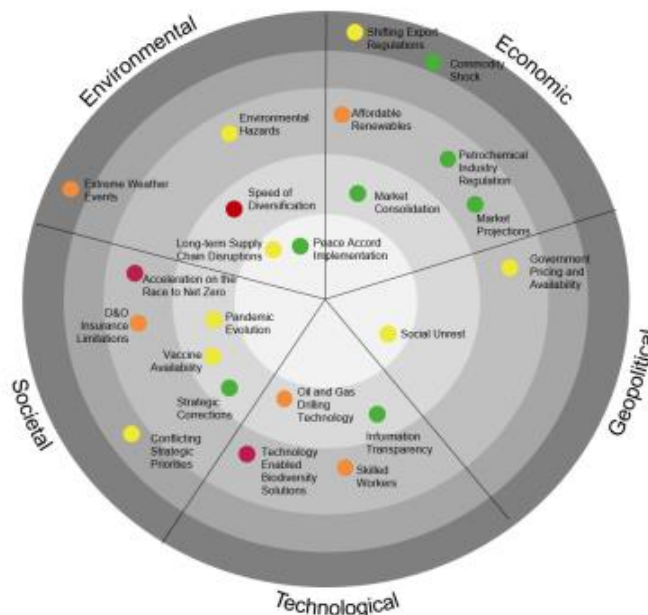 Environmental
Economic
Geopolitical
Technological
Societal
Shifting Export
Regulations
Commodity
Shock
Environmental
Hazards
Affordable
Renewables
Petrochemical
Industry
Regulation
Extreme Weather
Events
Speed of
Diversification
Market
Consolidation
Market
Projections
Long-term Supply
Chain Disruptions
Peace Accord
Implementation
Government
Pricing and
Availability
Acceleration on the
Race to Net Zero
D&O
Insurance
Limitations
Pandemic
Evolution
Social Unrest
Vaccine
Availability
Strategic
Corrections
Oil and Gas
Drilling
Technology
Information
Transparency
Conflicting
Strategic
Priorities
Technology
Enabled
Biodiversity
Solutions
Skilled
Workers